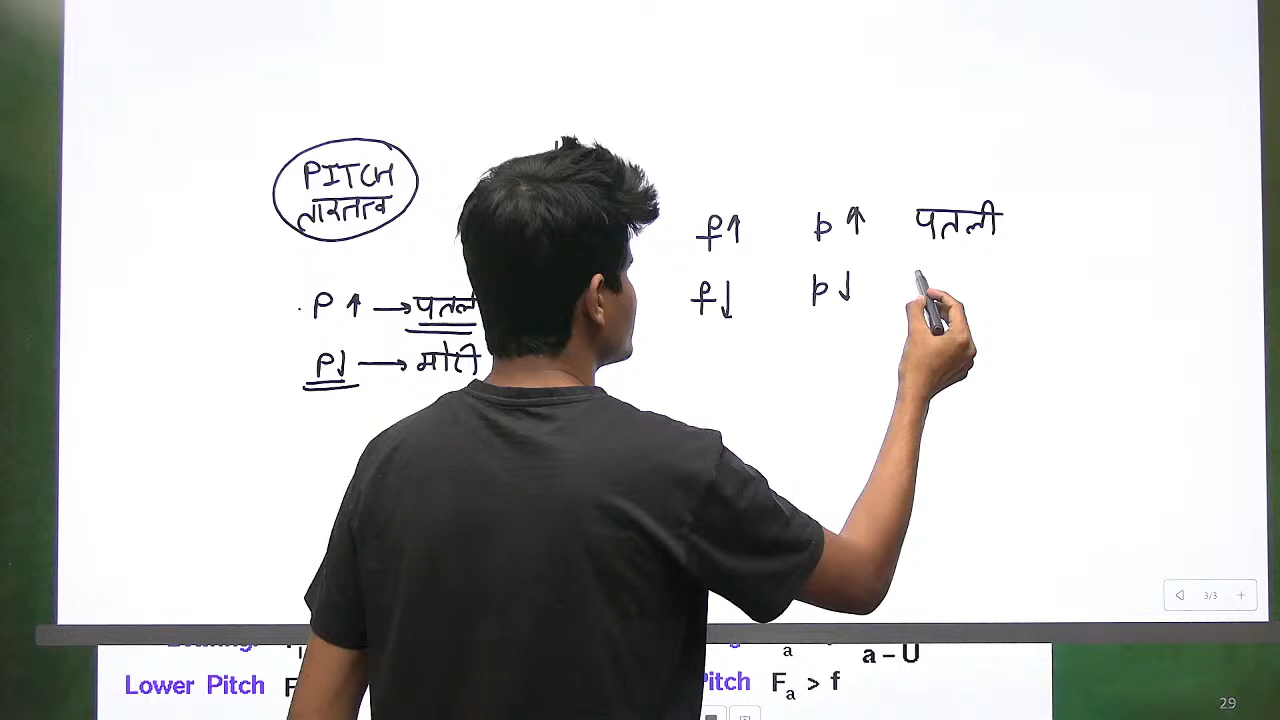 PITCH
तारतत्व
f↑ p↑ पतली
P↑ → पतल
f↓ p↓
P↓ → मोटी
a
a – U
Lower Pitch F
Pitch Fa > f
3/3
29